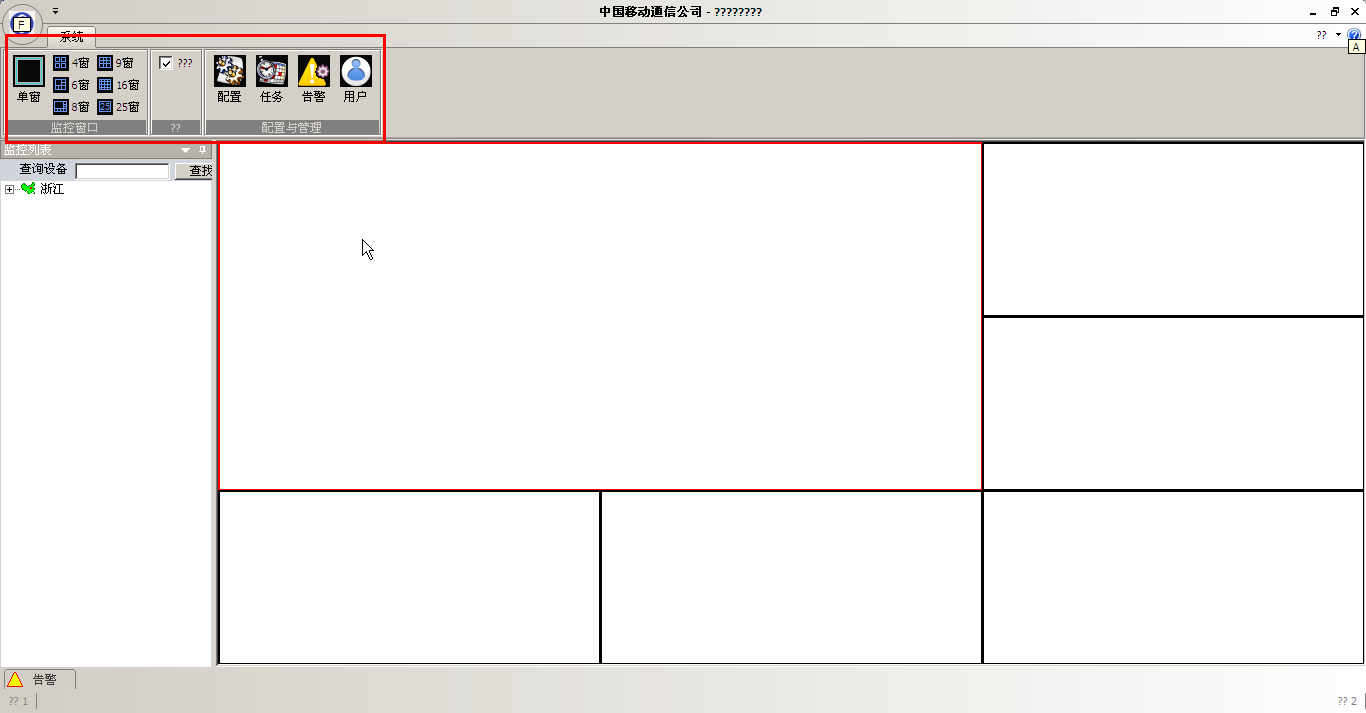 中国移动通信公司 - ????????
F
系统
??
A
单窗
4窗
9窗
6窗
16窗
8窗
25窗
监控窗口
???
??
配置
任务
告警
用户
配置与管理
监控列表
查询设备
查找
浙江
告警
?? 1
?? 2